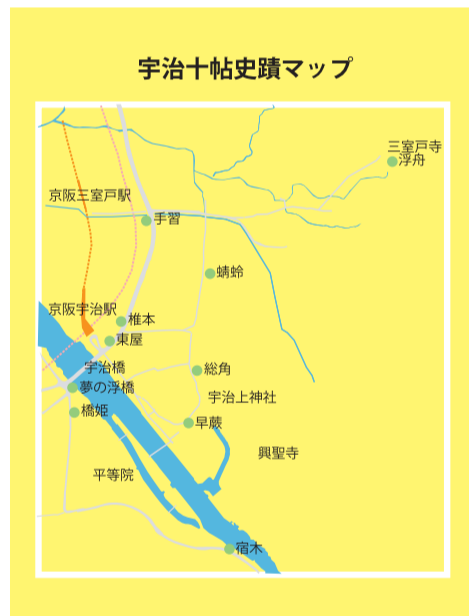 宇治十帖史蹟マップ
三室戸寺
浮舟
京阪三室戸駅
手習
蜻蛉
京阪宇治駅
椎本
東屋
宇治橋
総角
夢の浮橋
宇治上神社
橋姫
早蕨
興聖寺
平等院
宿木